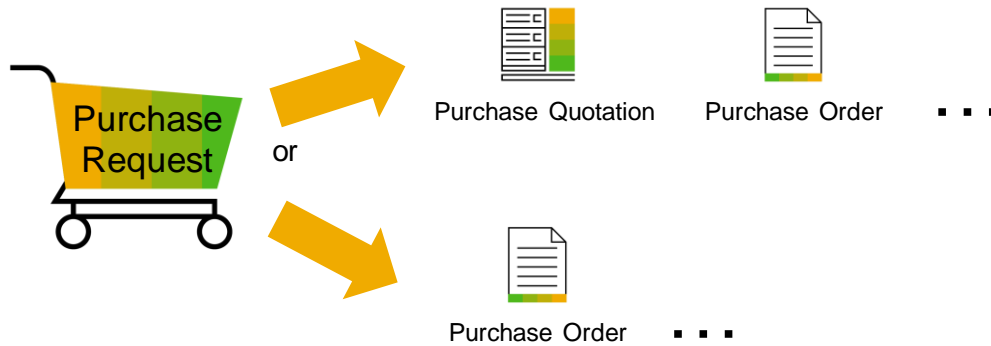 Purchase
Request
or
Purchase Quotation
Purchase Order
. . .
Purchase Order
. . .